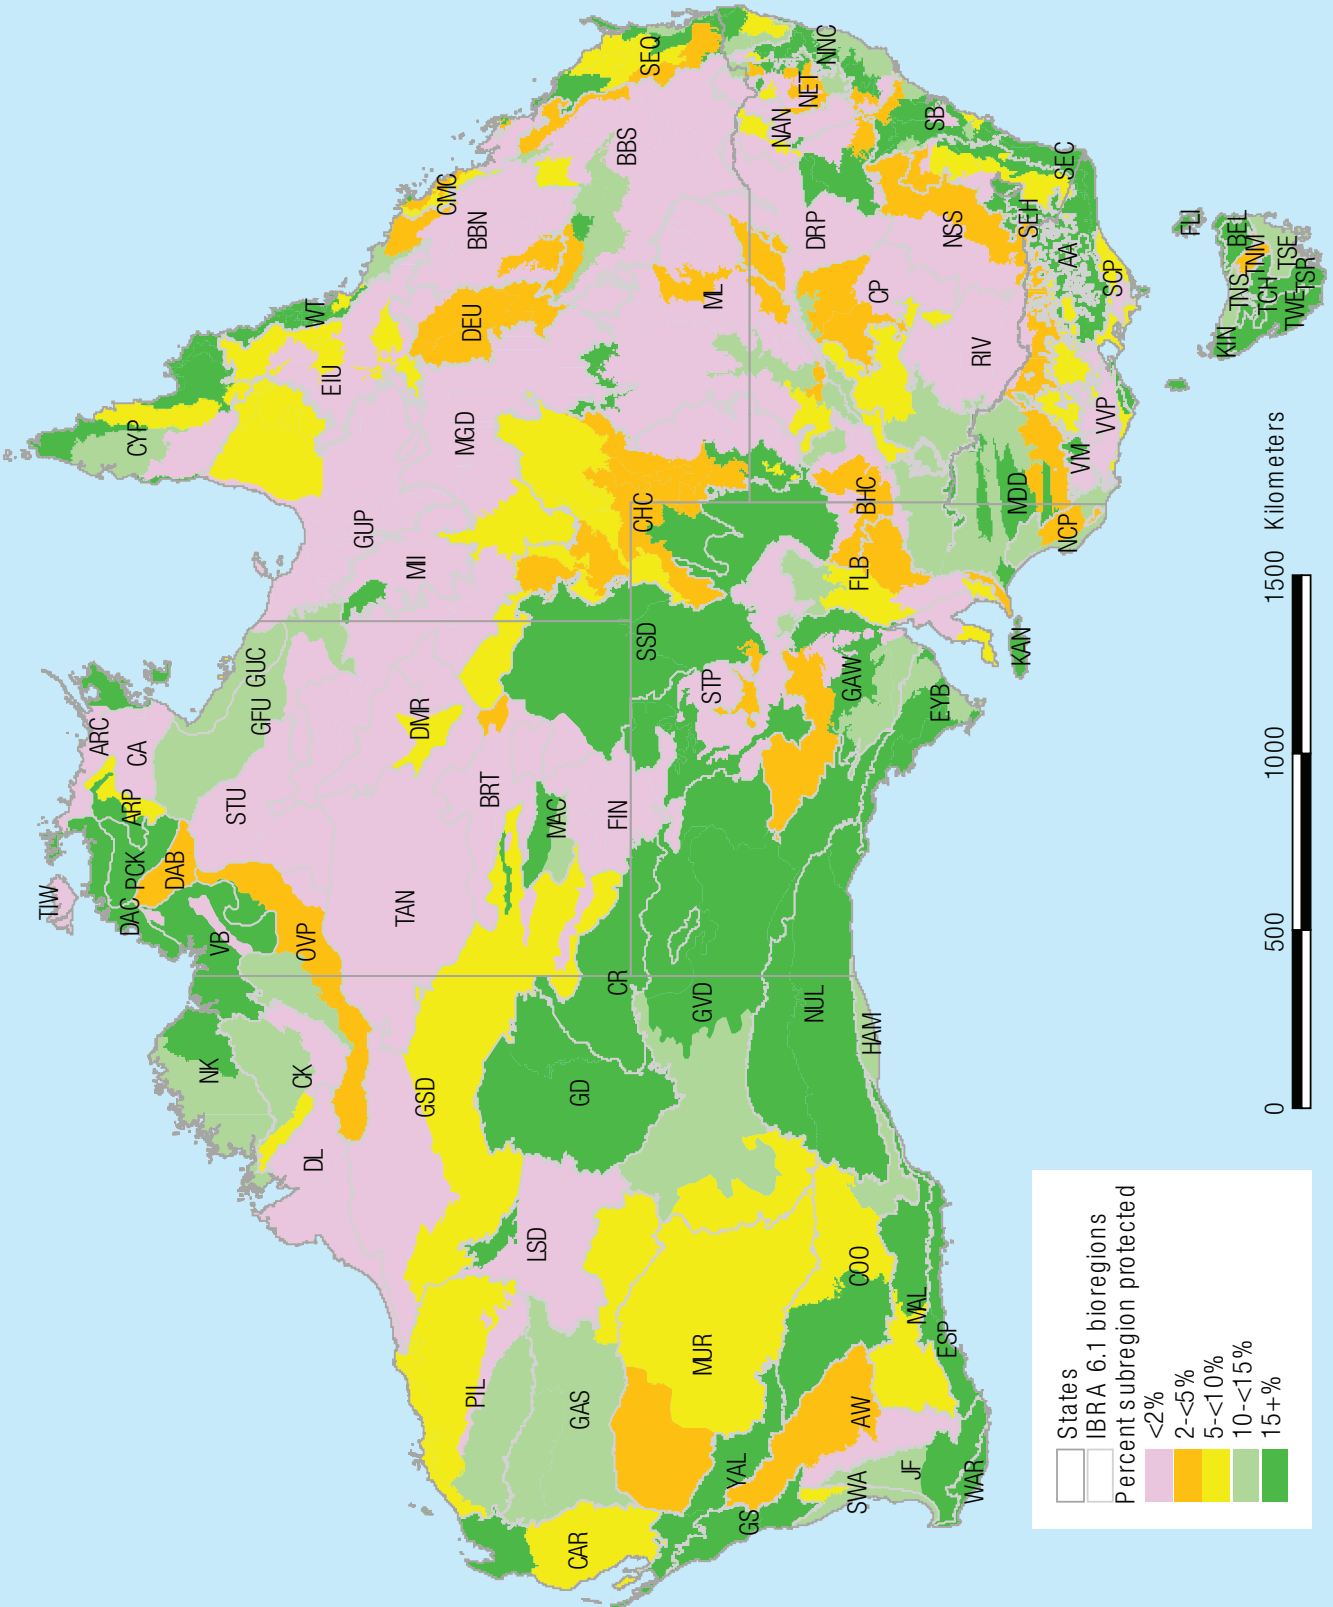 TIW
ARC
CA
ARP
PCK
DAC
DAB
VB
NK
CK
DL
OVP
STU
GFU
GUC
GUP
MII
DMR
BRT
MAC
FIN
TAN
GSD
GD
LSD
PIL
GAS
CAR
MUR
YAL
GS
AW
SWA
JF
WAR
ESP
MAL
COO
HAM
NUL
GVD
CR
STP
SSD
GAW
EYB
KAN
FLB
BHC
CHC
MGD
CYP
EIU
WT
DEU
BBN
CMC
BBS
SEQ
ML
DRP
CP
RIV
NSS
NAN
NET
NNC
SB
SEC
SEH
AA
SCP
VVP
VM
MDD
NCP
FLI
KIN
TNS
BEL
TNM
TCH
TSE
TWE
TSR
States
IBRA 6.1 bioregions
Percent subregion protected
<2%
2-<5%
5-<10%
10-<15%
15+%
0 500 1000 1500 Kilometers